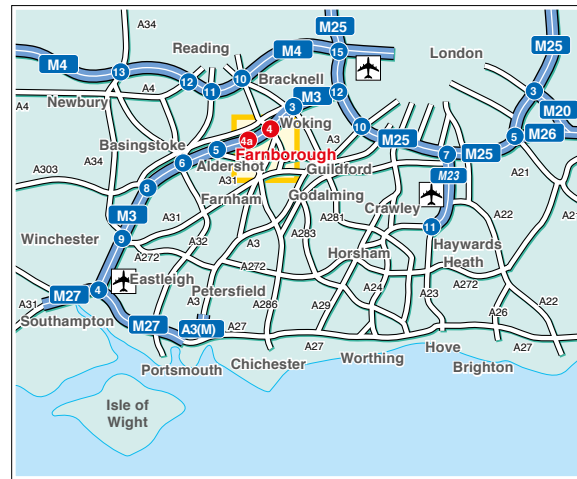 A34
M25
Reading
M4
M25
London
15
M4
13
12
11
10
Bracknell
A4
3
M3
12
3
Newbury
A4
M20
4
Woking
10
M26
Basingstoke
4a
A3
M25
5
5
Farnborough
7
M25
A34
6
Aldershot
A303
A31
Guildford
M23
A21
8
Farnham
Godalming
M3
A31
A281
Crawley
A22
11
Winchester
9
A32
A3
A283
Haywards
Heath
A272
Horsham
A272
A272
Eastleigh
A24
4
Petersfield
M27
A3
A286
A29
A23
A22
A31
A26
Southampton
M27
A3(M)
A27
A27
A27
A27
Hove
Worthing
Chichester
Brighton
Portsmouth
Isle of
Wight